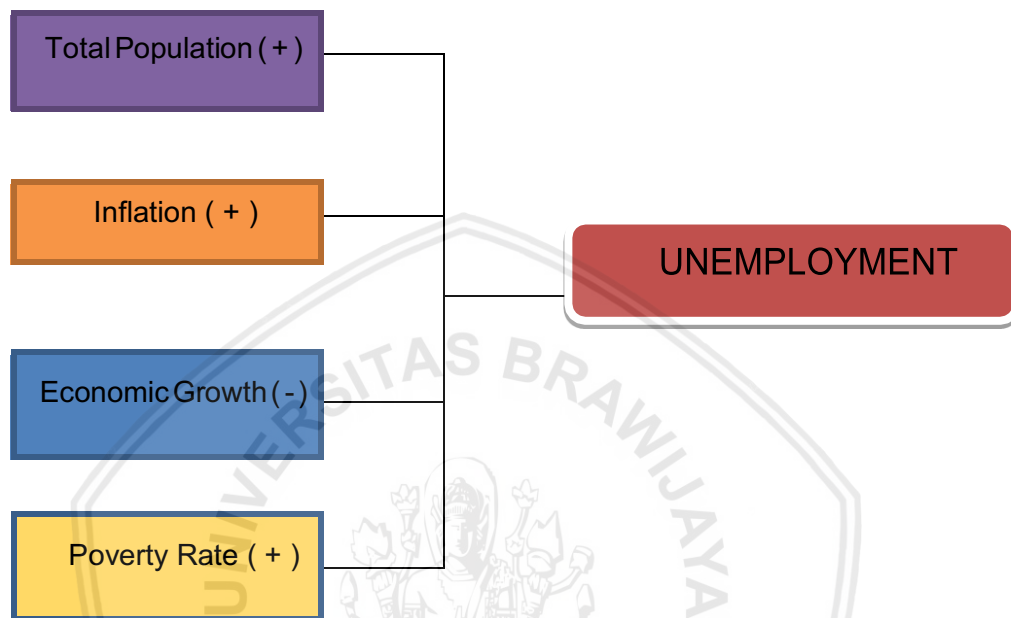 Total Population ( + )
Inflation ( + )
UNEMPLOYMENT
Economic Growth ( - )
Poverty Rate ( + )
UNIVERSITAS BRAWIJAYA